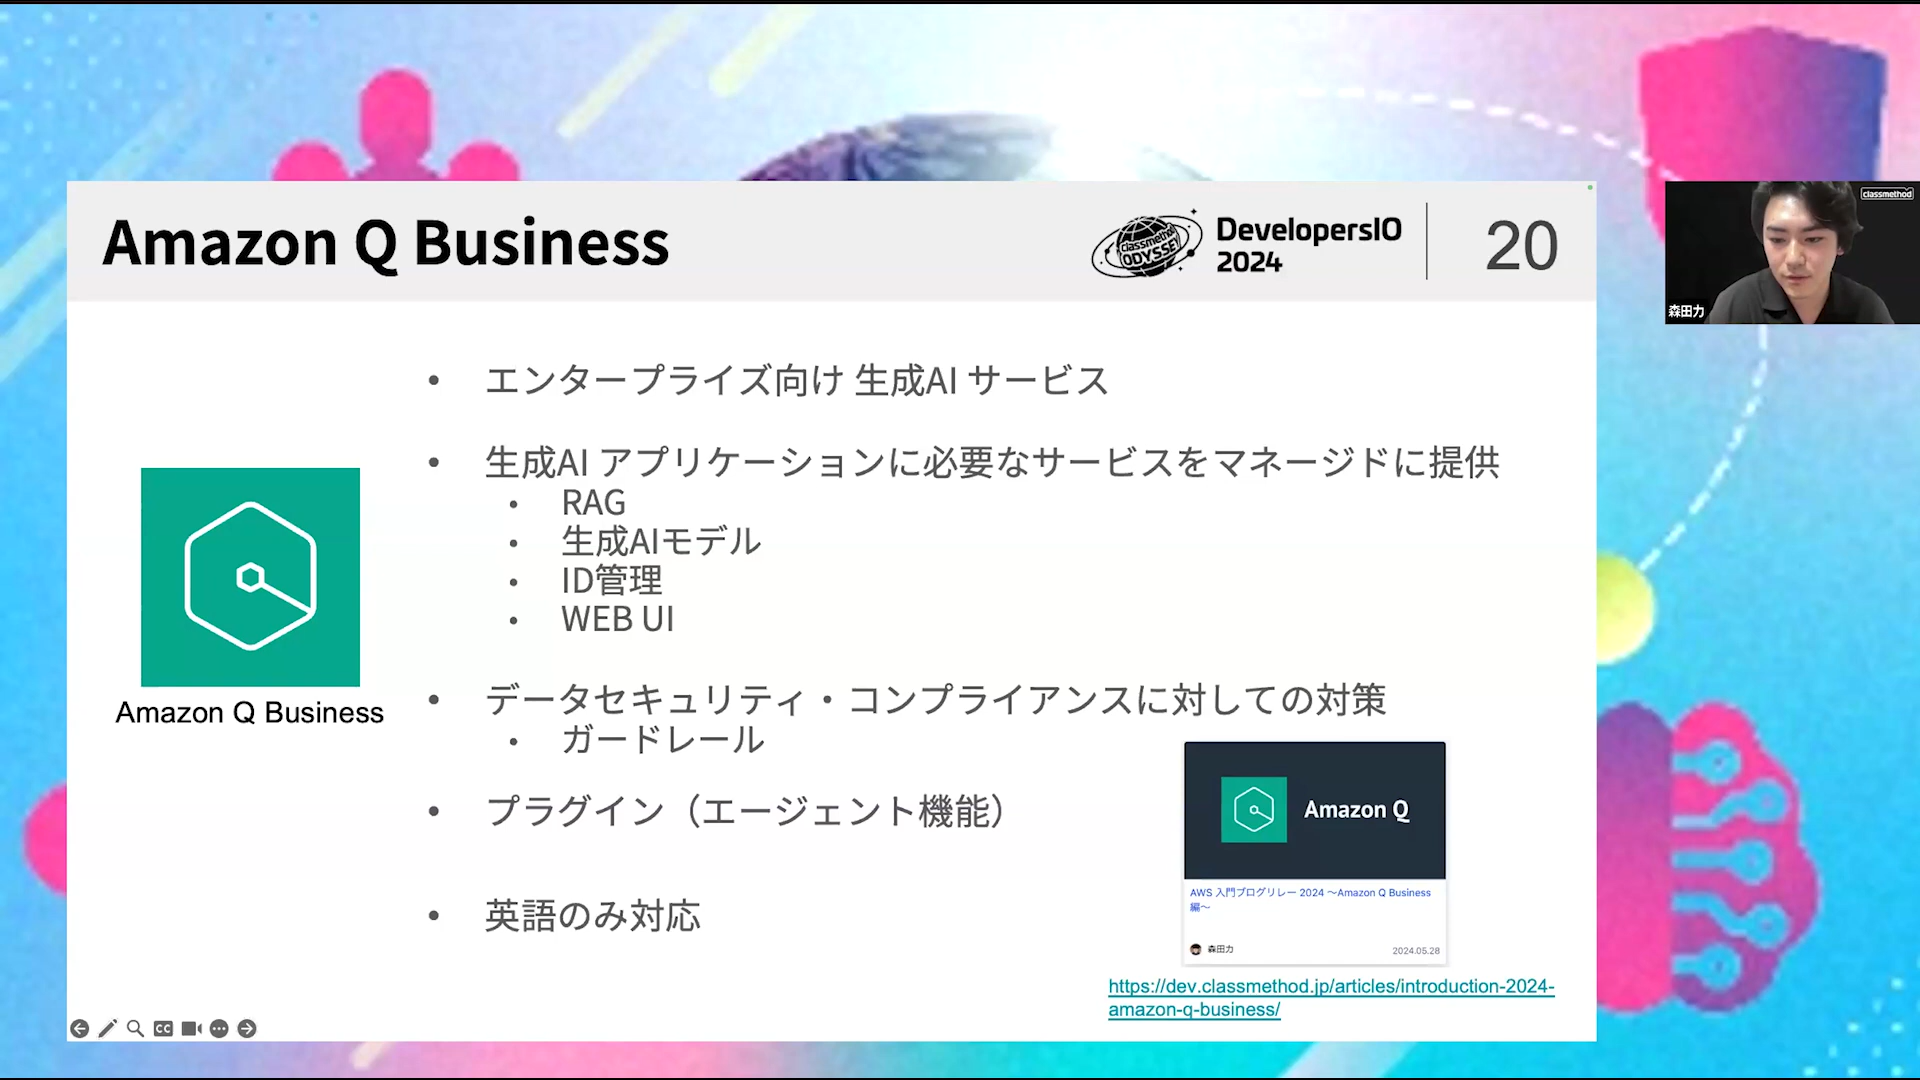 Amazon Q Business
classmethod
ODYSSEY
DevelopersIO
2024
20
classmethod
森田力
エンタープライズ向け 生成AI サービス
生成AI アプリケーションに必要なサービスをマネージドに提供
RAG
生成AIモデル
ID管理
WEB UI
Amazon Q Business
データセキュリティ・コンプライアンスに対しての対策
ガードレール
プラグイン（エージェント機能）
英語のみ対応
Amazon Q
AWS 入門ブログリレー 2024 〜Amazon Q Business
編〜
森田力
2024.05.28
https://dev.classmethod.jp/articles/introduction-2024-
amazon-q-business/
CC